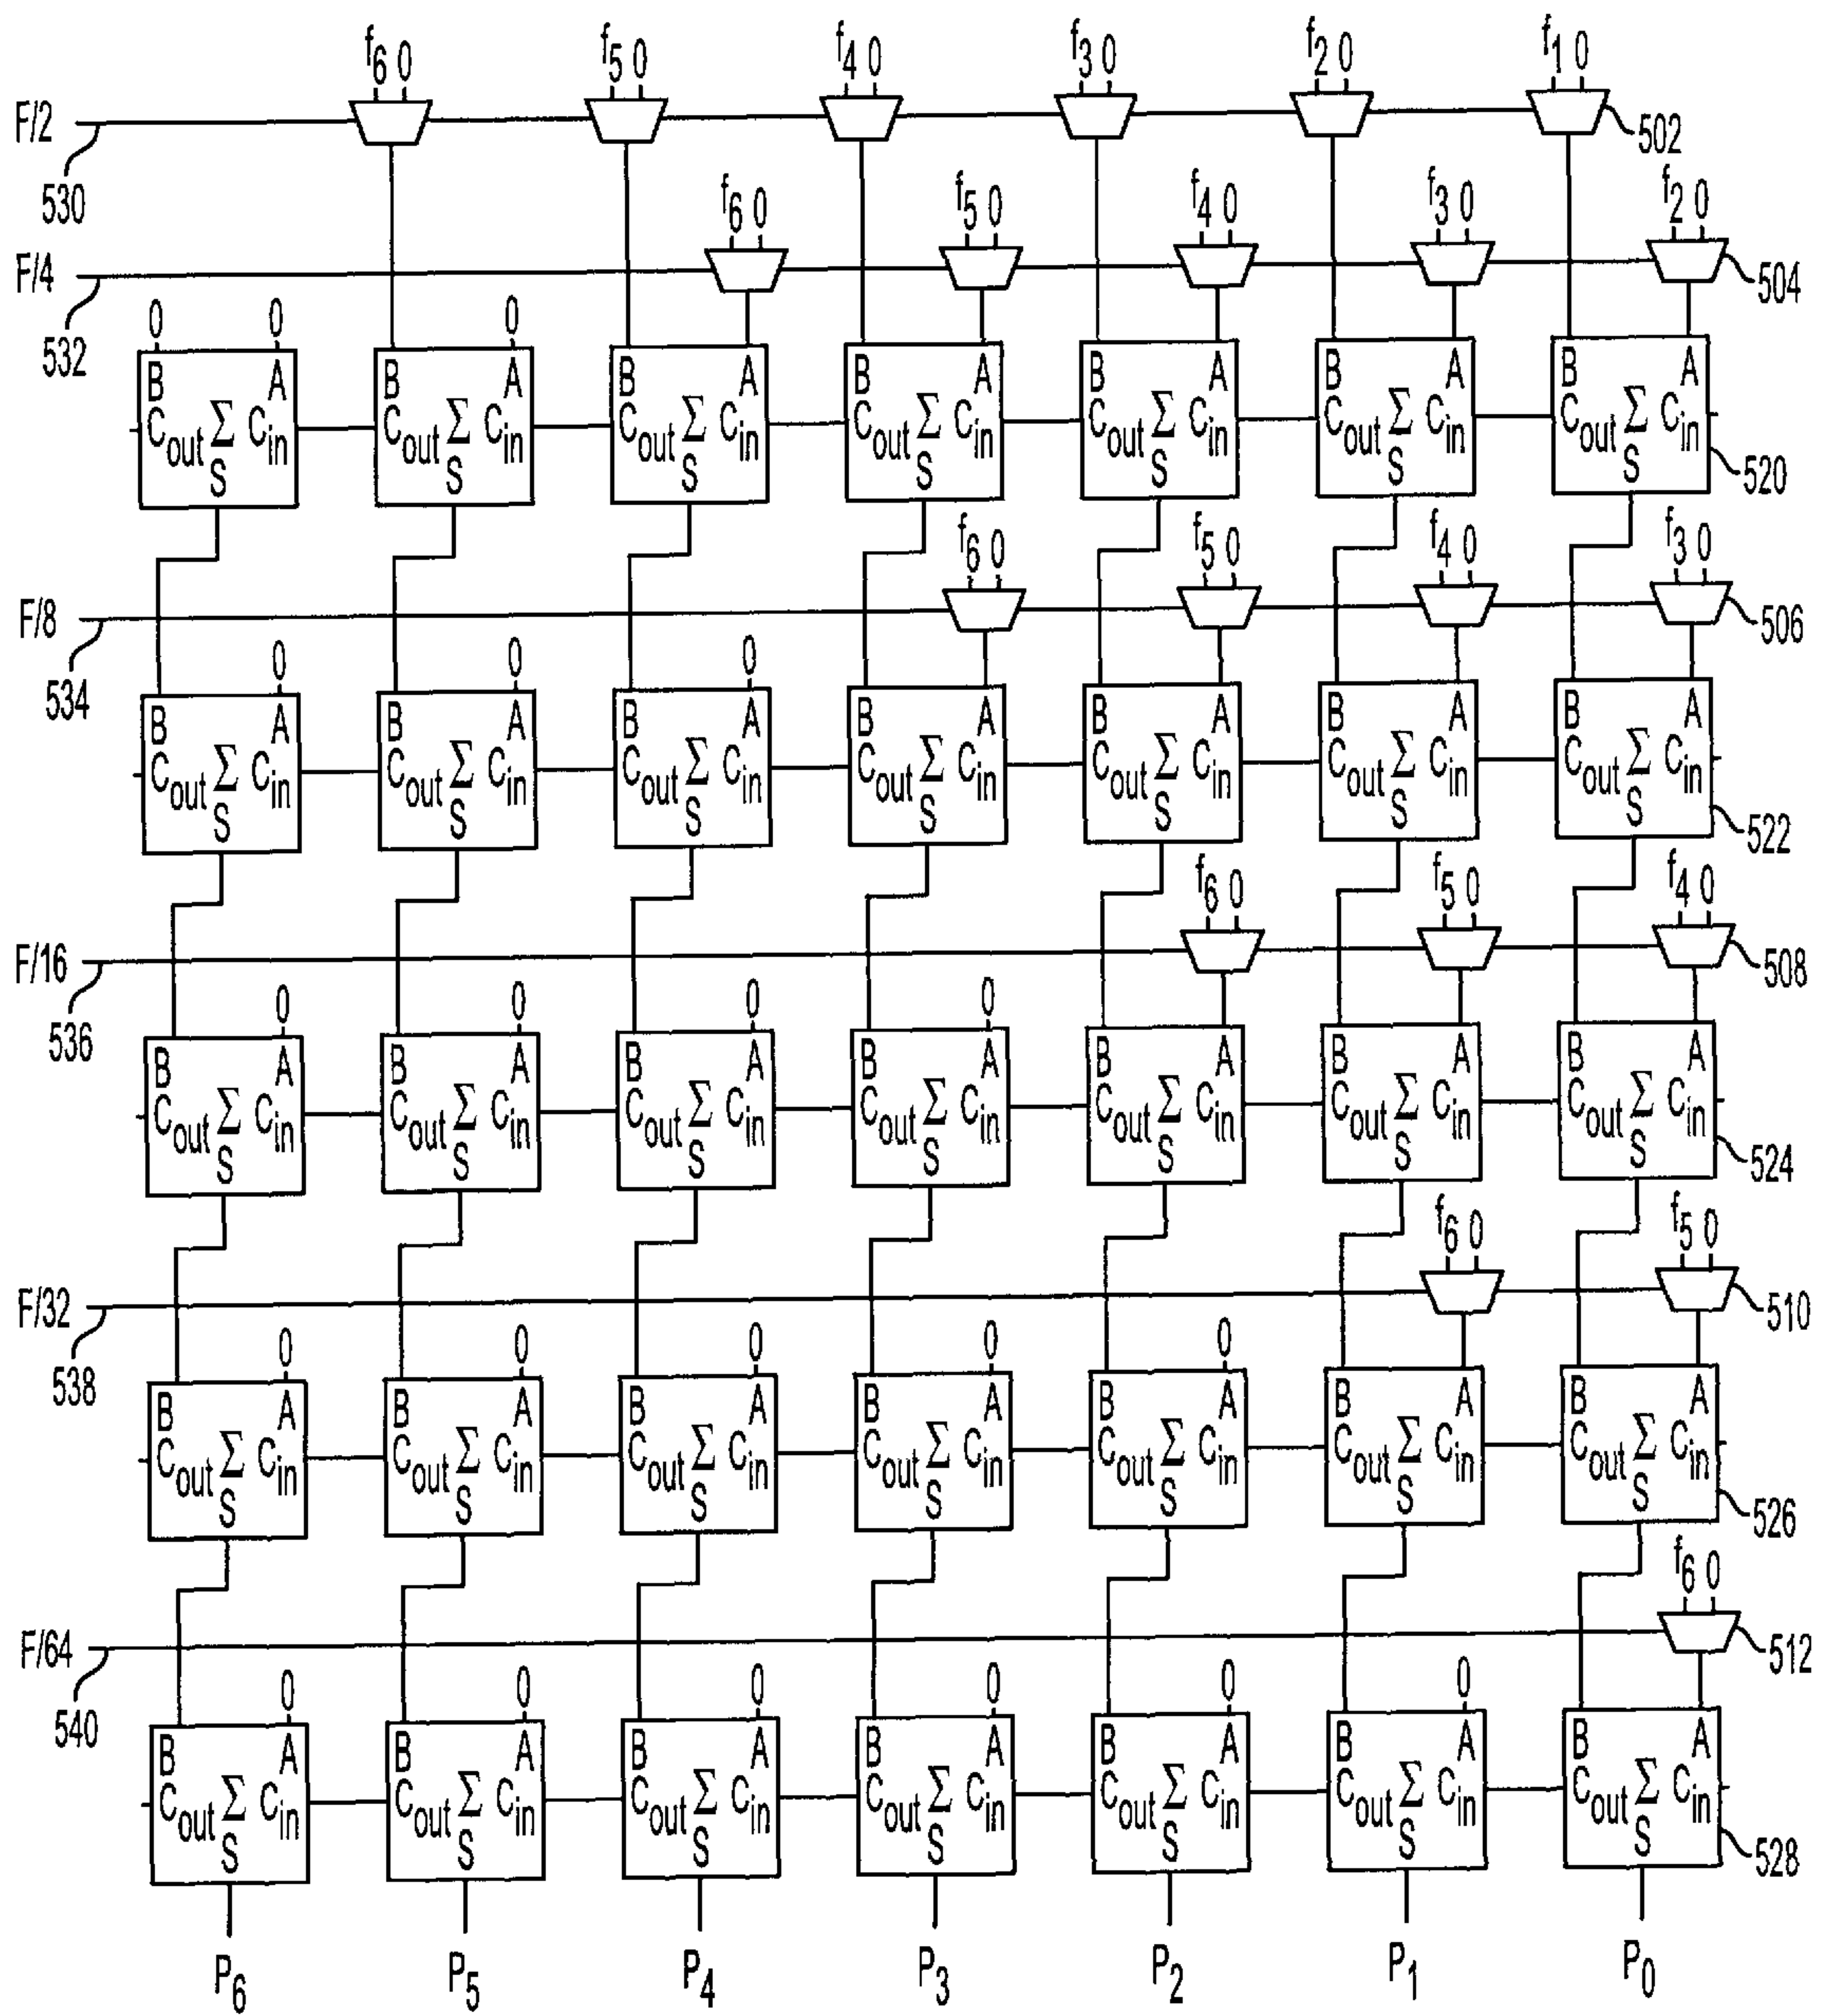 f6 0 f5 0 f4 0 f3 0 f2 0 f1 0
F/2 502
530
f6 0 f5 0 f4 0 f3 0 f2 0
F/4 504
532
0 0 0
B A B A B A B A B A B A B A
Cout Σ Cin Cout Σ Cin Cout Σ Cin Cout Σ Cin Cout Σ Cin Cout Σ Cin Cout Σ Cin
S S S S S S S 520
f6 0 f5 0 f4 0 f3 0
F/8 506
534
0 0 0
B A B A B A B A B A B A B A
Cout Σ Cin Cout Σ Cin Cout Σ Cin Cout Σ Cin Cout Σ Cin Cout Σ Cin Cout Σ Cin
S S S S S S S 522
f6 0 f5 0 f4 0
F/16 508
536
0 0 0 0
B A B A B A B A B A B A B A
Cout Σ Cin Cout Σ Cin Cout Σ Cin Cout Σ Cin Cout Σ Cin Cout Σ Cin Cout Σ Cin
S S S S S S S 524
f6 0 f5 0
F/32 510
538
0 0 0 0 0
B A B A B A B A B A B A B A
Cout Σ Cin Cout Σ Cin Cout Σ Cin Cout Σ Cin Cout Σ Cin Cout Σ Cin Cout Σ Cin
S S S S S S S 526
f6 0
F/64 512
540
0 0 0 0 0 0
B A B A B A B A B A B A B A
Cout Σ Cin Cout Σ Cin Cout Σ Cin Cout Σ Cin Cout Σ Cin Cout Σ Cin Cout Σ Cin
S S S S S S S 528
P6 P5 P4 P3 P2 P1 P0